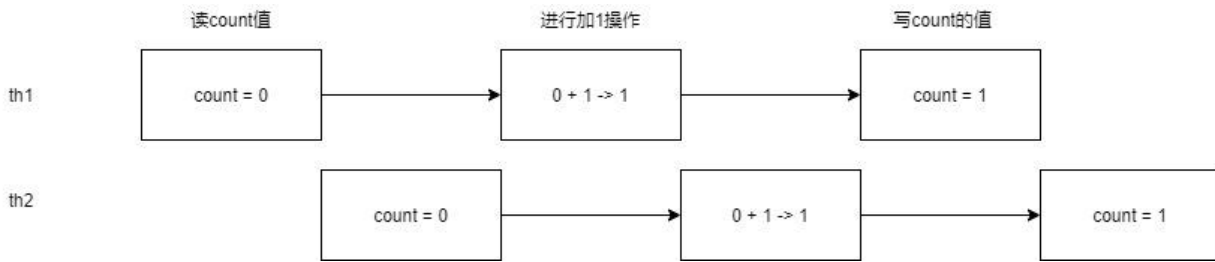 读count值 进行加1操作 写count的值
th1 count = 0 0 + 1 -> 1 count = 1
th2 count = 0 0 + 1 -> 1 count = 1